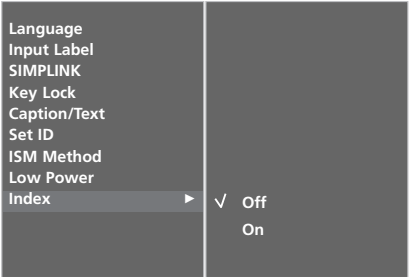 Language
Input Label
SIMPLINK
Key Lock
Caption/Text
Set ID
ISM Method
Low Power
Index ►
√ Off
On